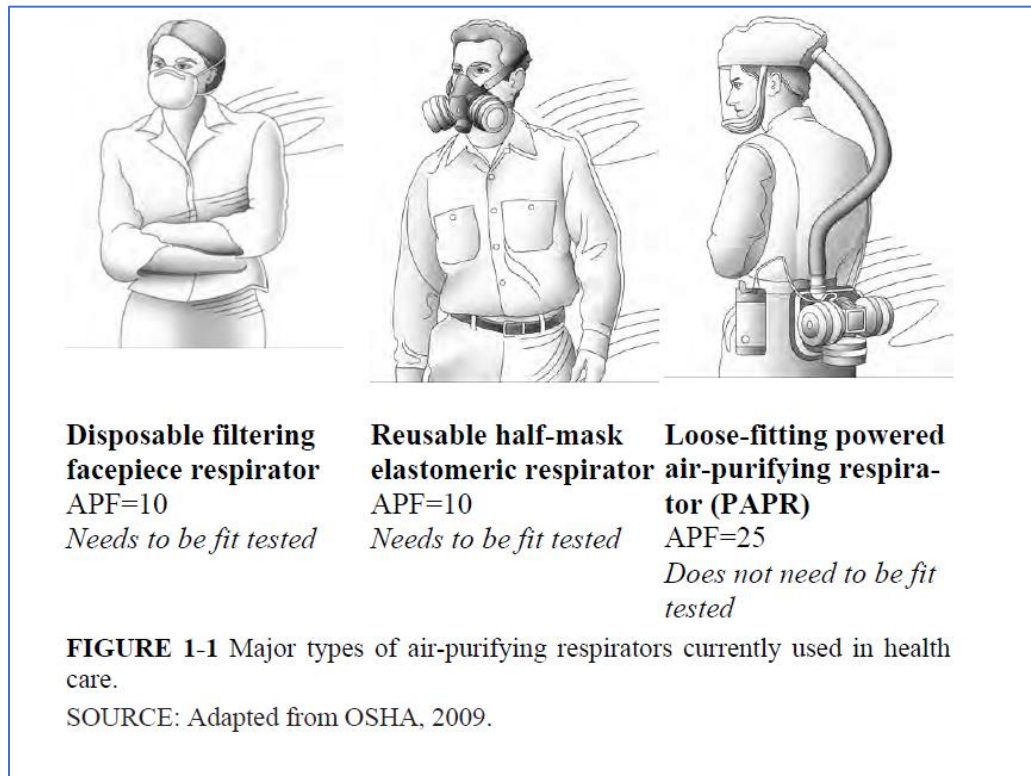 Disposable filtering
facepiece respirator
APF=10
Needs to be fit tested
Reusable half-mask
elastomeric respirator
APF=10
Needs to be fit tested
Loose-fitting powered
air-purifying respira-
tor (PAPR)
APF=25
Does not need to be fit
tested
FIGURE 1-1 Major types of air-purifying respirators currently used in health
care.
SOURCE: Adapted from OSHA, 2009.